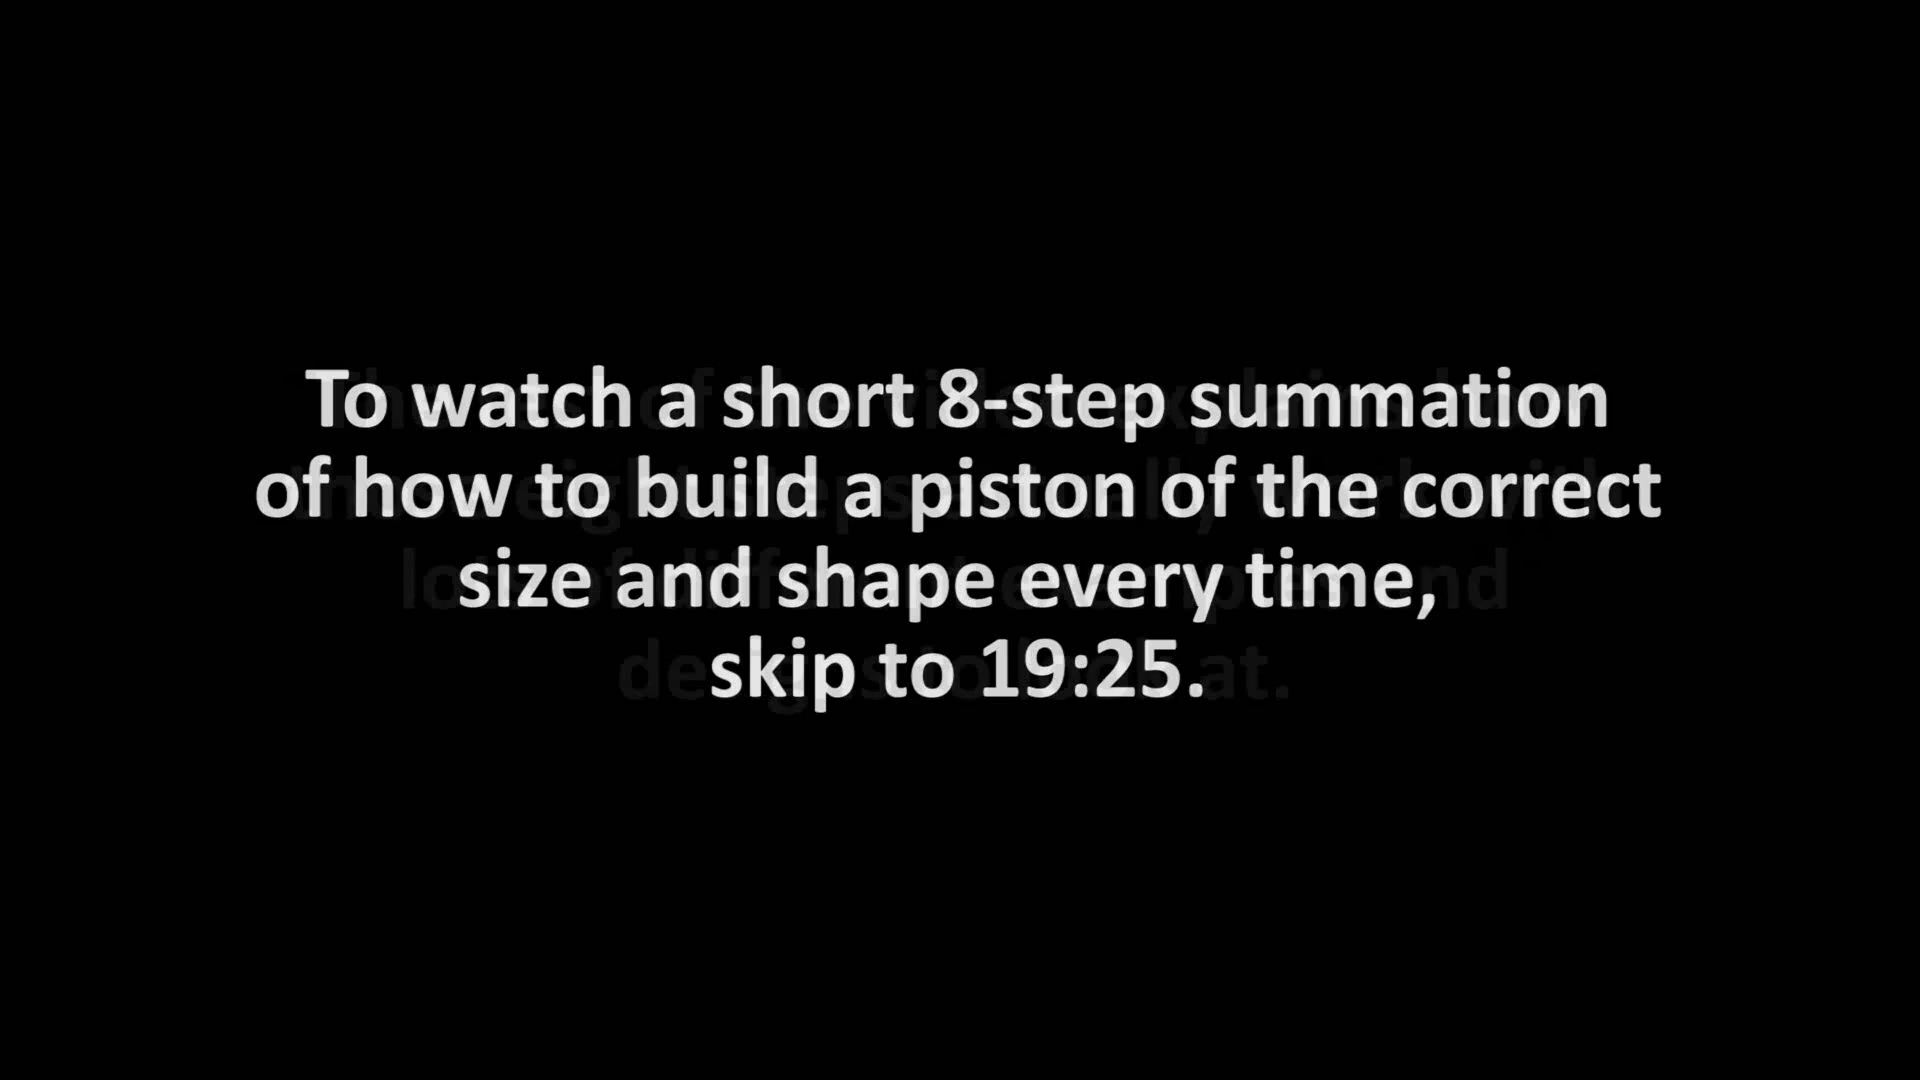 To watch a short 8-step summation
of how to build a piston of the correct
size and shape every time,
skip to 19:25.